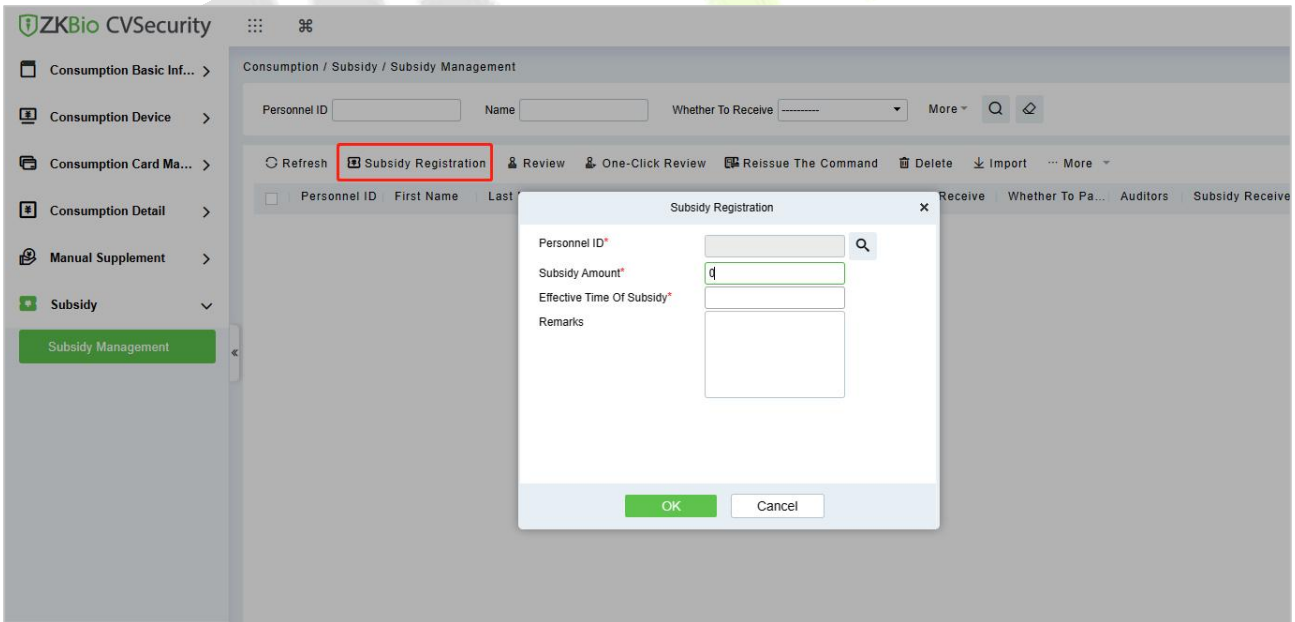 ZKBio CVSecurity
Consumption Basic Inf...
Consumption Device
Consumption Card Ma...
Consumption Detail
Manual Supplement
Subsidy
Subsidy Management
Consumption / Subsidy / Subsidy Management
Personnel ID Name Whether To Receive ---------- More
Refresh Subsidy Registration Review One-Click Review Reissue The Command Delete Import ... More
Personnel ID First Name Last Receive Whether To Pa... Auditors Subsidy Receive
Subsidy Registration
Personnel ID*
Subsidy Amount* 0
Effective Time Of Subsidy*
Remarks
OK Cancel